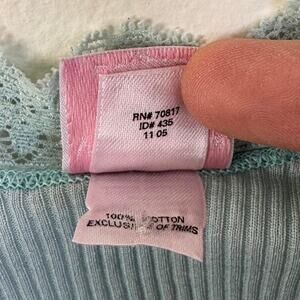 RN# 70817
ID# 435
11 05
100% COTTON
EXCLUSIVE OF TRIMS